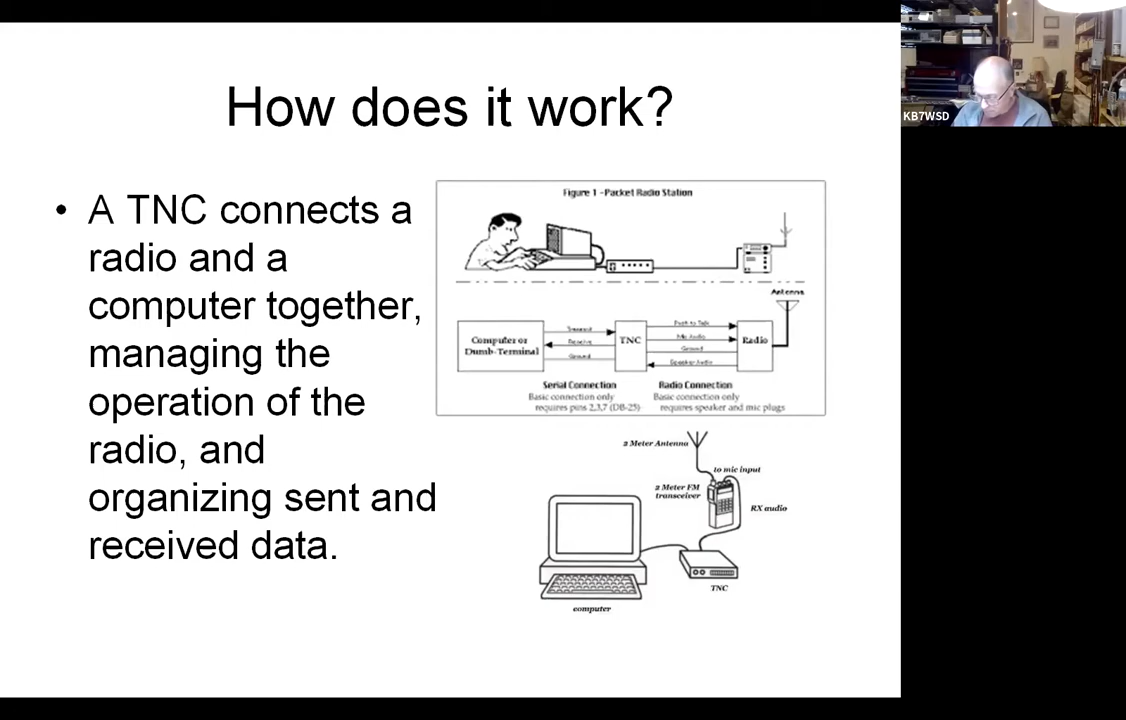 How does it work?
• A TNC connects a
radio and a
computer together,
managing the
operation of the
radio, and
organizing sent and
received data.
Figure 1 -Packet Radio Station
Antenna
Computer or
Dumb-Terminal
Transmit
Receive
Ground
TNC
Push to Talk
Mic Audio
Ground
Speaker Audio
Radio
Serial Connection
Basic connection only
requires pins 2,3,7 (DB-25)
Radio Connection
Basic connection only
requires speaker and mic plugs
2 Meter Antenna
to mic input
2 Meter FM
transceiver
RX audio
TNC
computer
KB7WSD